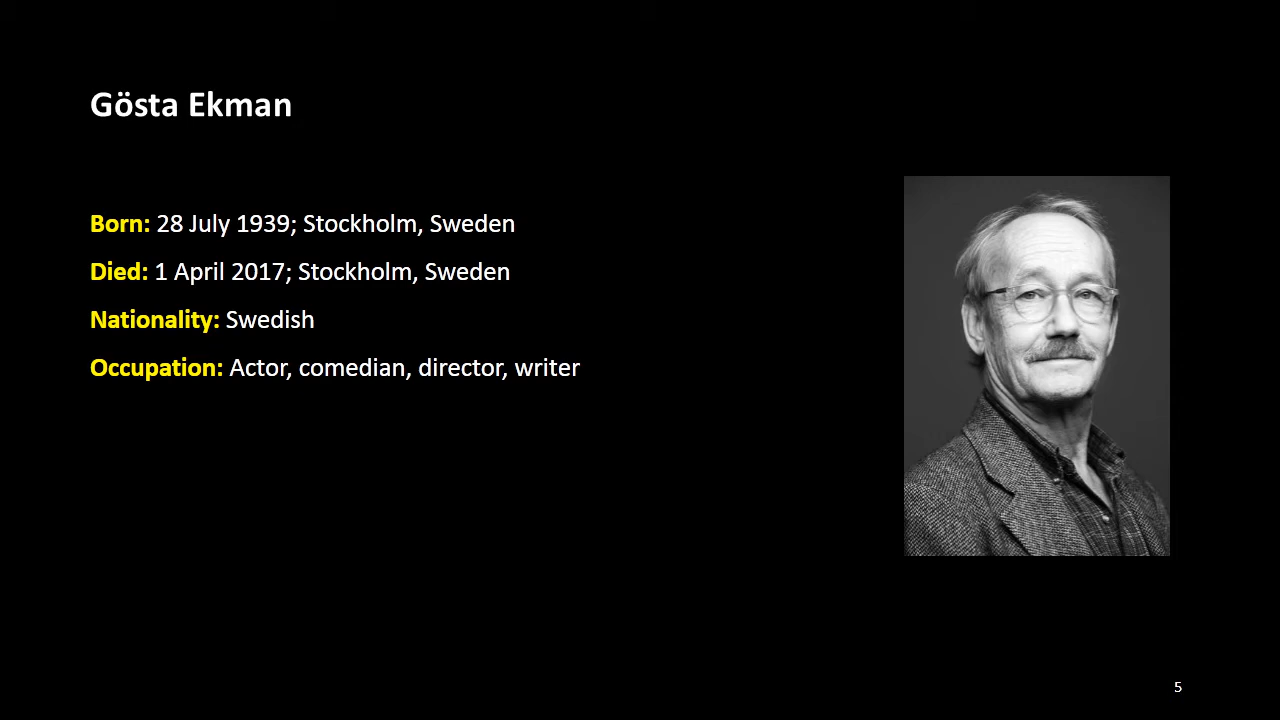 Gösta Ekman
Born: 28 July 1939; Stockholm, Sweden
Died: 1 April 2017; Stockholm, Sweden
Nationality: Swedish
Occupation: Actor, comedian, director, writer
5